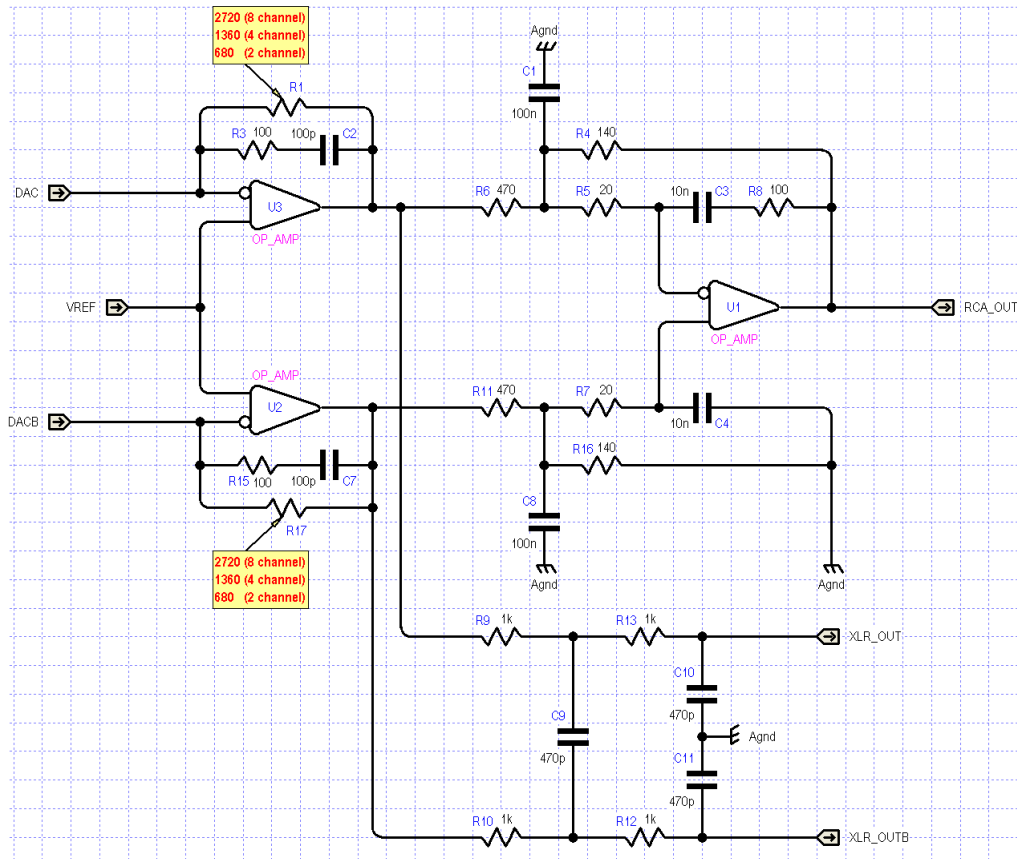 2720 (8 channel)
1360 (4 channel)
680 (2 channel)
Agnd
C1
100n
R1
R3 100
100p C2
R4 140
DAC
U3
OP_AMP
R6 470
R5 20
10n C3
R8 100
VREF
U1
OP_AMP
RCA_OUT
OP_AMP
U2
DACB
R11 470
R7 20
10n C4
R16 140
R15 100
100p C7
R17
C8
100n
Agnd
Agnd
2720 (8 channel)
1360 (4 channel)
680 (2 channel)
R9 1k
R13 1k
XLR_OUT
C10
470p
C9
470p
Agnd
C11
470p
R10 1k
R12 1k
XLR_OUTB